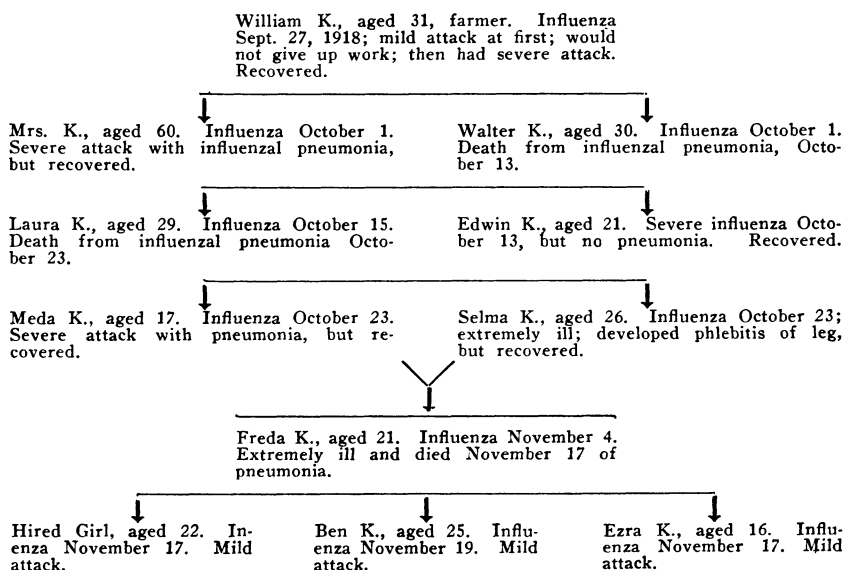 William K., aged 31, farmer. Influenza
Sept. 27, 1918; mild attack at first; would
not give up work; then had severe attack.
Recovered.
Mrs. K., aged 60. Influenza October 1.
Severe attack with influenzal pneumonia,
but recovered.
Walter K., aged 30. Influenza October 1.
Death from influenzal pneumonia, Octo-
ber 13.
Laura K., aged 29. Influenza October 15.
Death from influenzal pneumonia Octo-
ber 23.
Edwin K., aged 21. Severe influenza Octo-
ber 13, but no pneumonia. Recovered.
Meda K., aged 17. Influenza October 23.
Severe attack with pneumonia, but re-
covered.
Selma K., aged 26. Influenza October 23;
extremely ill; developed phlebitis of leg,
but recovered.
Freda K., aged 21. Influenza November 4.
Extremely ill and died November 17 of
pneumonia.
Hired Girl, aged 22. In-
enza November 17. Mild
attack.
Ben K., aged 25. Influ-
enza November 19. Mild
attack.
Ezra K., aged 16. Influ-
enza November 17. Mild
attack.